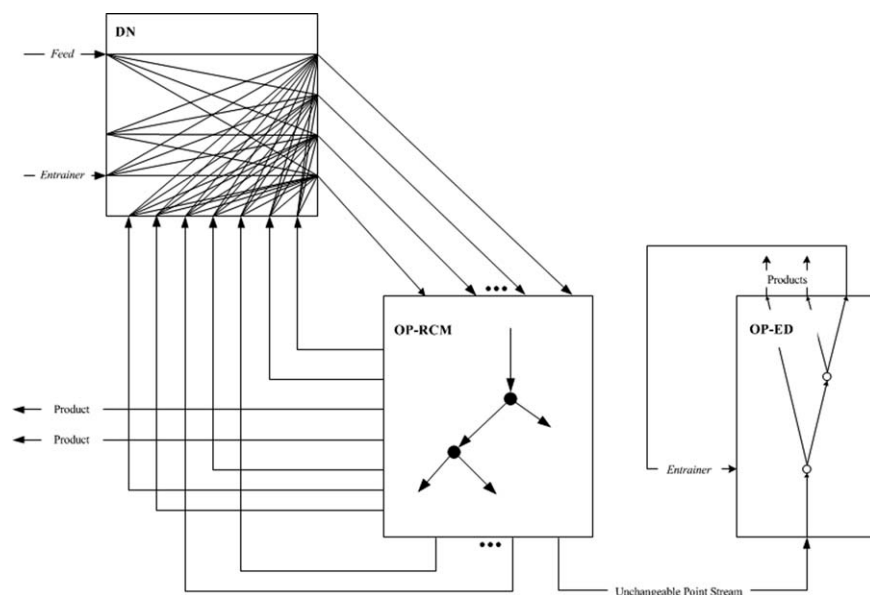 DN
Feed
Entrainer
Products
OP-RCM
OP-ED
Product
Product
Entrainer
Unchangeable Point Stream